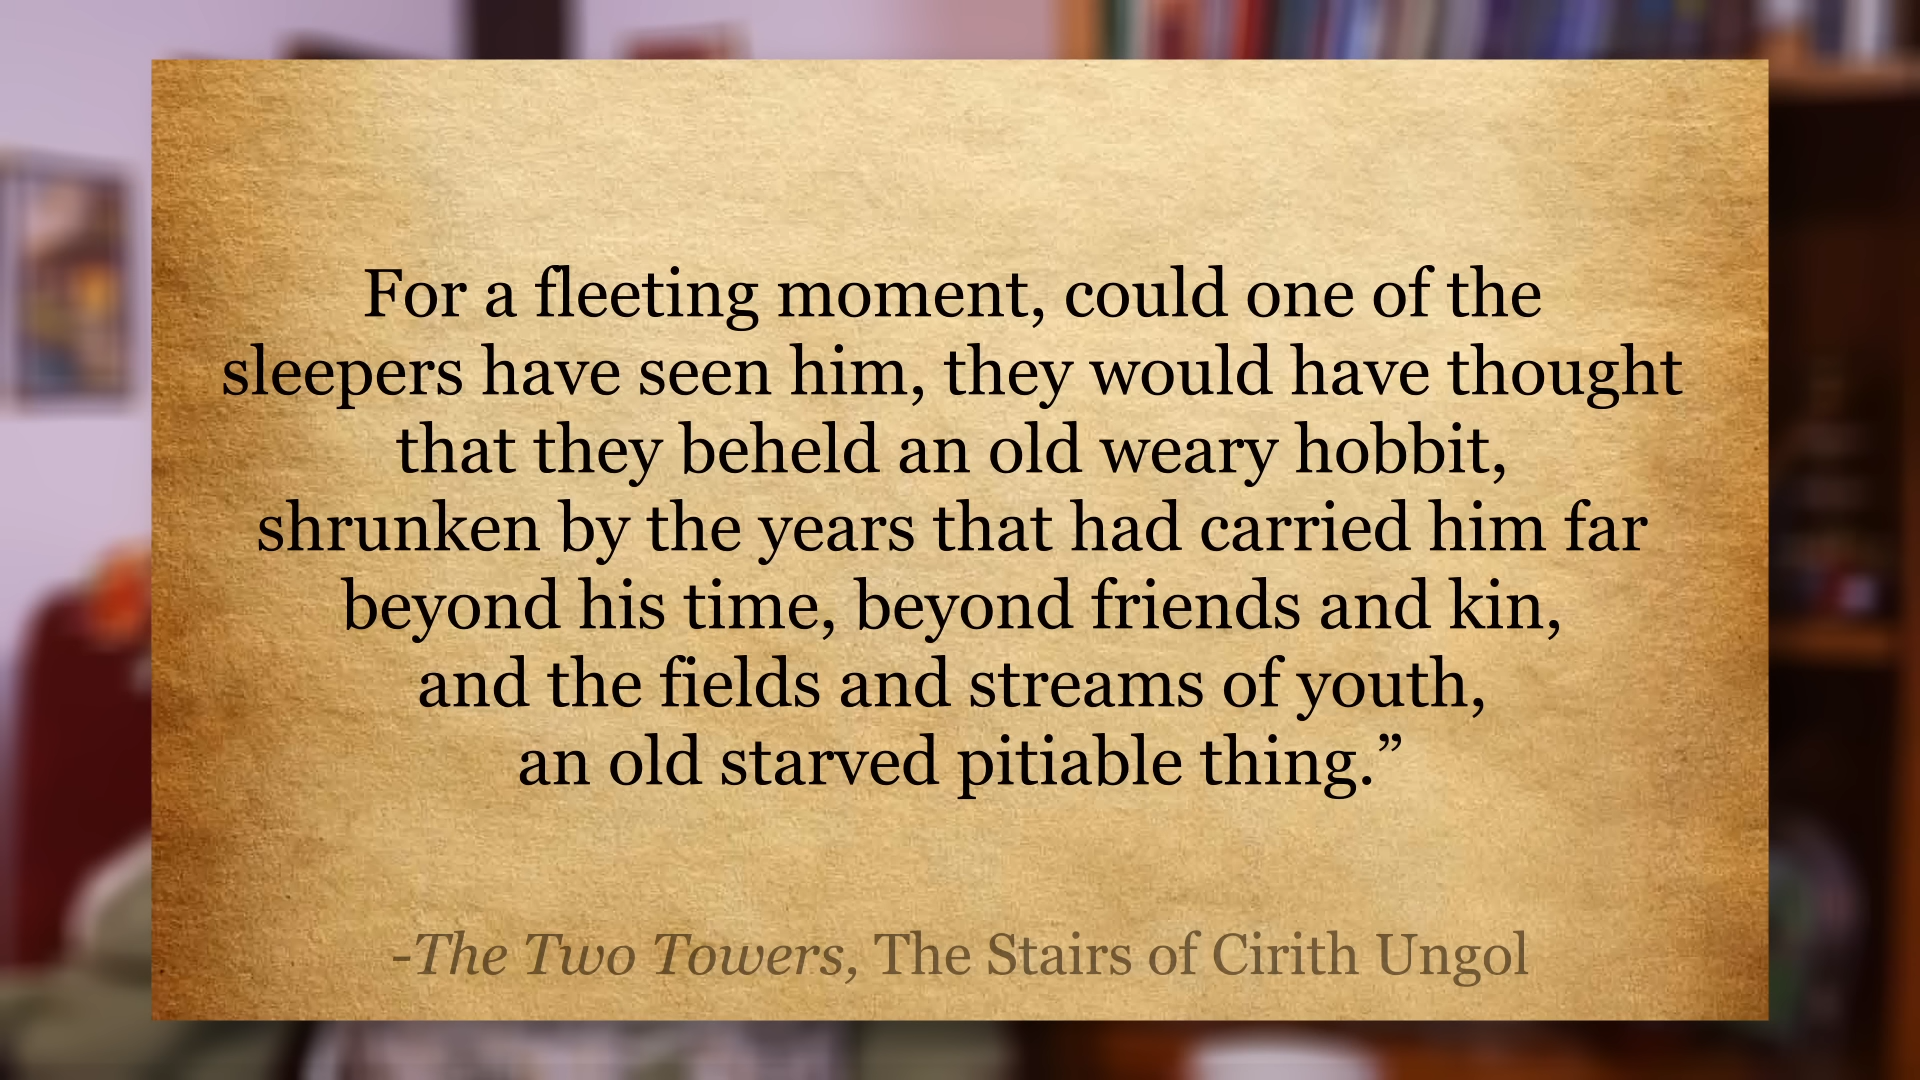 For a fleeting moment, could one of the
sleepers have seen him, they would have thought
that they beheld an old weary hobbit,
shrunken by the years that had carried him far
beyond his time, beyond friends and kin,
and the fields and streams of youth,
an old starved pitiable thing.”
-The Two Towers, The Stairs of Cirith Ungol